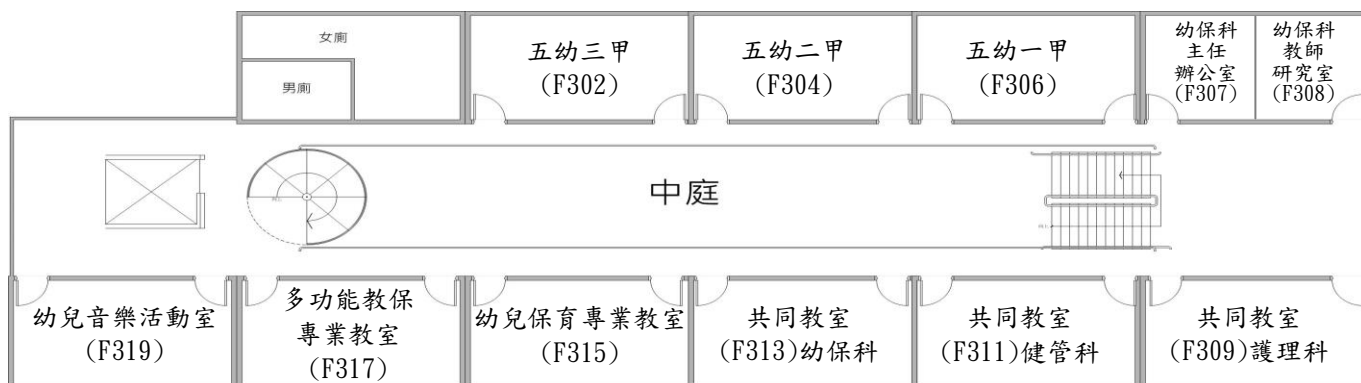 女廁
男廁
五幼三甲
(F302)
五幼二甲
(F304)
五幼一甲
(F306)
幼保科
主任
辦公室
(F307)
幼保科
教師
研究室
(F308)
中庭
幼兒音樂活動室
(F319)
多功能教保
專業教室
(F317)
幼兒保育專業教室
(F315)
共同教室
(F313)幼保科
共同教室
(F311)健管科
共同教室
(F309)護理科